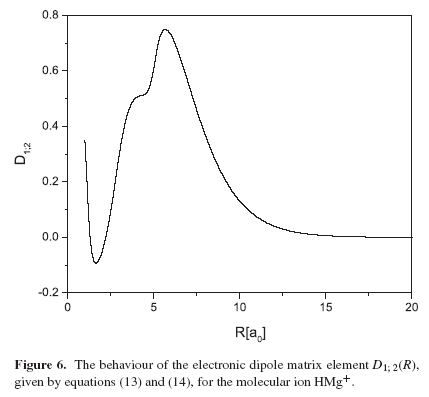 0.8
0.6
0.4
0.2
0.0
-0.2
D1;2
0
5
10
15
20
R[a0]
Figure 6. The behaviour of the electronic dipole matrix element D1; 2(R),
given by equations (13) and (14), for the molecular ion HMg+.